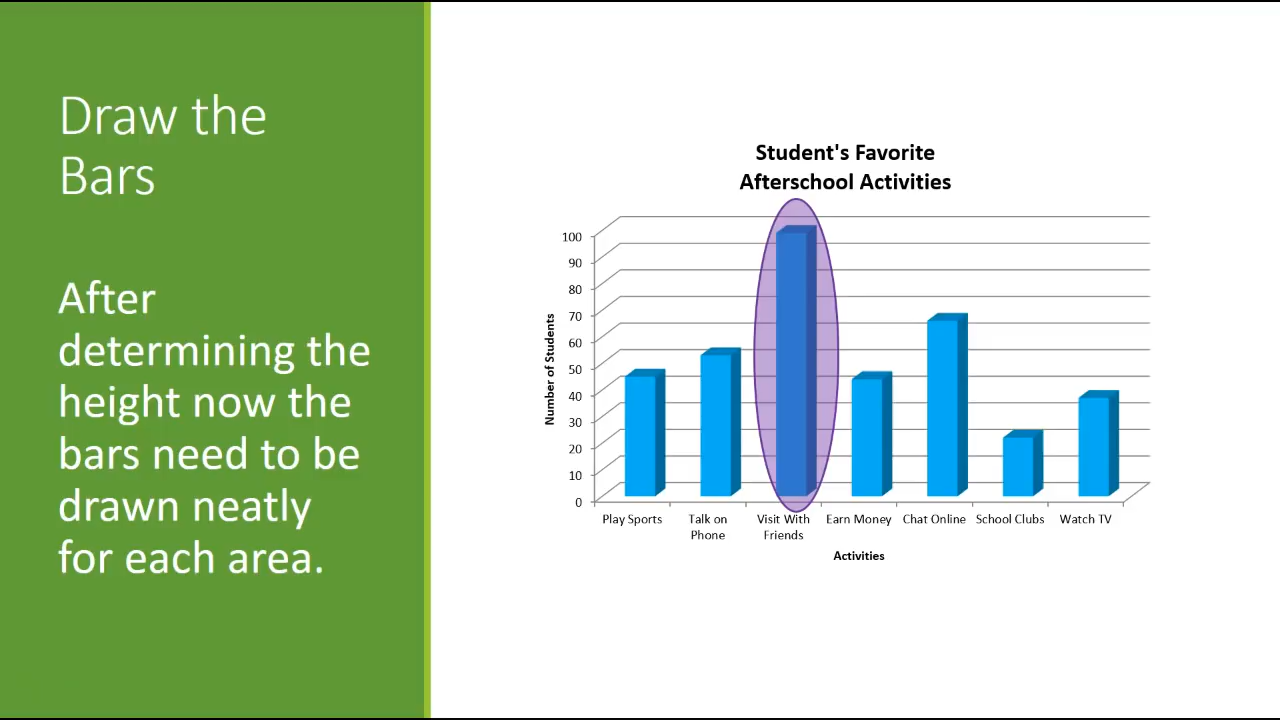 Draw the
Bars
After
determining the
height now the
bars need to be
drawn neatly
for each area.
Student's Favorite
Afterschool Activities
100
90
80
70
60
50
40
30
20
10
0
Number of Students
Play Sports
Talk on
Phone
Visit With
Friends
Earn Money
Chat Online
School Clubs
Watch TV
Activities